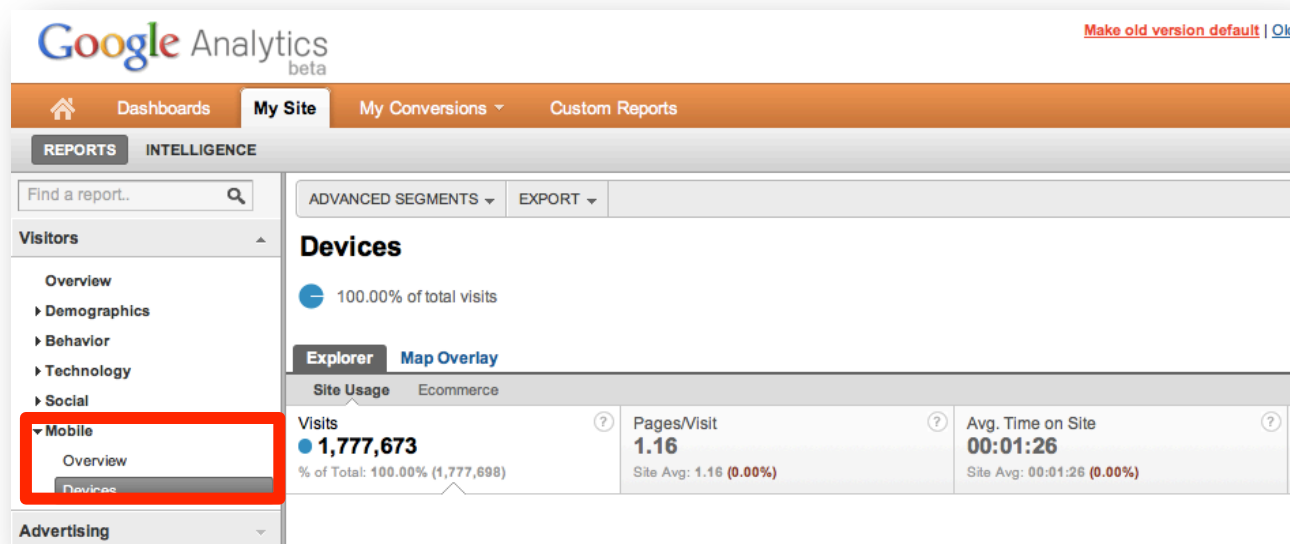 Google Analytics
beta
Make old version default |
Dashboards
My Site
My Conversions
Custom Reports
REPORTS
INTELLIGENCE
Find a report..
ADVANCED SEGMENTS
EXPORT
Visitors
Overview
Demographics
Behavior
Technology
Social
Mobile
Overview
Devices
Advertising
Devices
100.00% of total visits
Explorer
Map Overlay
Site Usage
Ecommerce
Visits
?
1,777,673
% of Total: 100.00% (1,777,698)
Pages/Visit
?
1.16
Site Avg: 1.16 (0.00%)
Avg. Time on Site
?
00:01:26
Site Avg: 00:01:26 (0.00%)